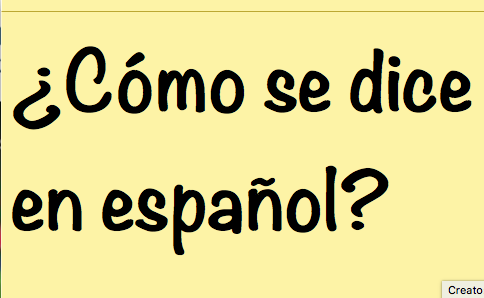 ¿Cómo se dice
en español?
Creato